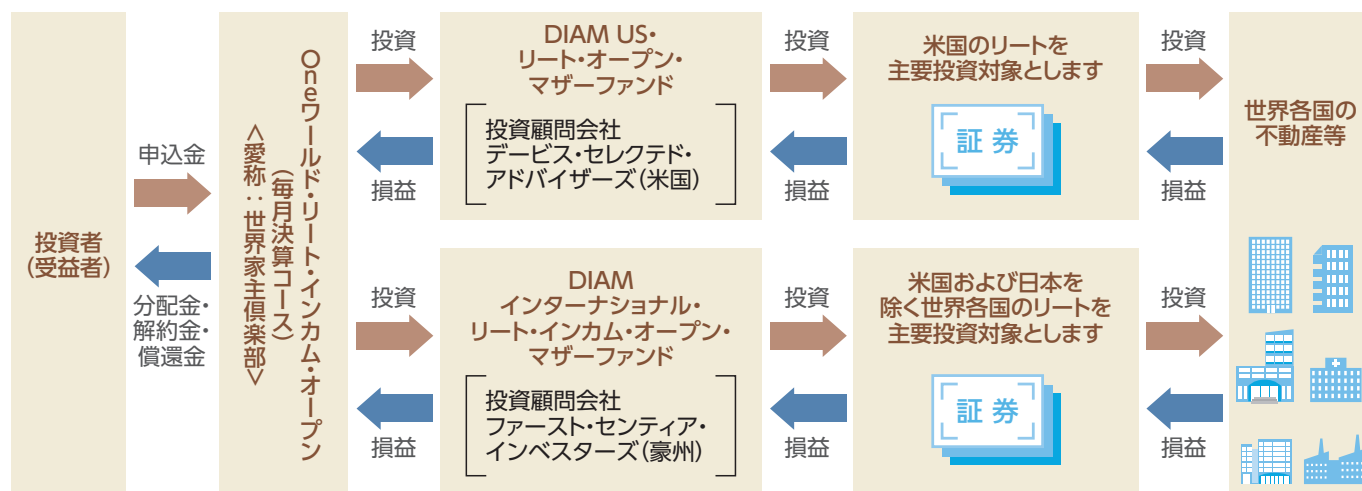 投資者
(受益者)
申込金
分配金・
解約金・
償還金
Oneワールド・リート・インカム・オープン
(毎月決算コース)
<愛称:世界家主倶楽部>
投資
損益
DIAM US・
リート・オープン・
マザーファンド
投資顧問会社
デービス・セレクテド・
アドバイザーズ(米国)
投資
損益
米国のリートを
主要投資対象とします
証券
投資
損益
投資
損益
DIAM
インターナショナル・
リート・インカム・オープン・
マザーファンド
投資顧問会社
ファースト・センティア・
インベスターズ(豪州)
投資
損益
米国および日本を
除く世界各国のリートを
主要投資対象とします
証券
投資
損益
世界各国の
不動産等